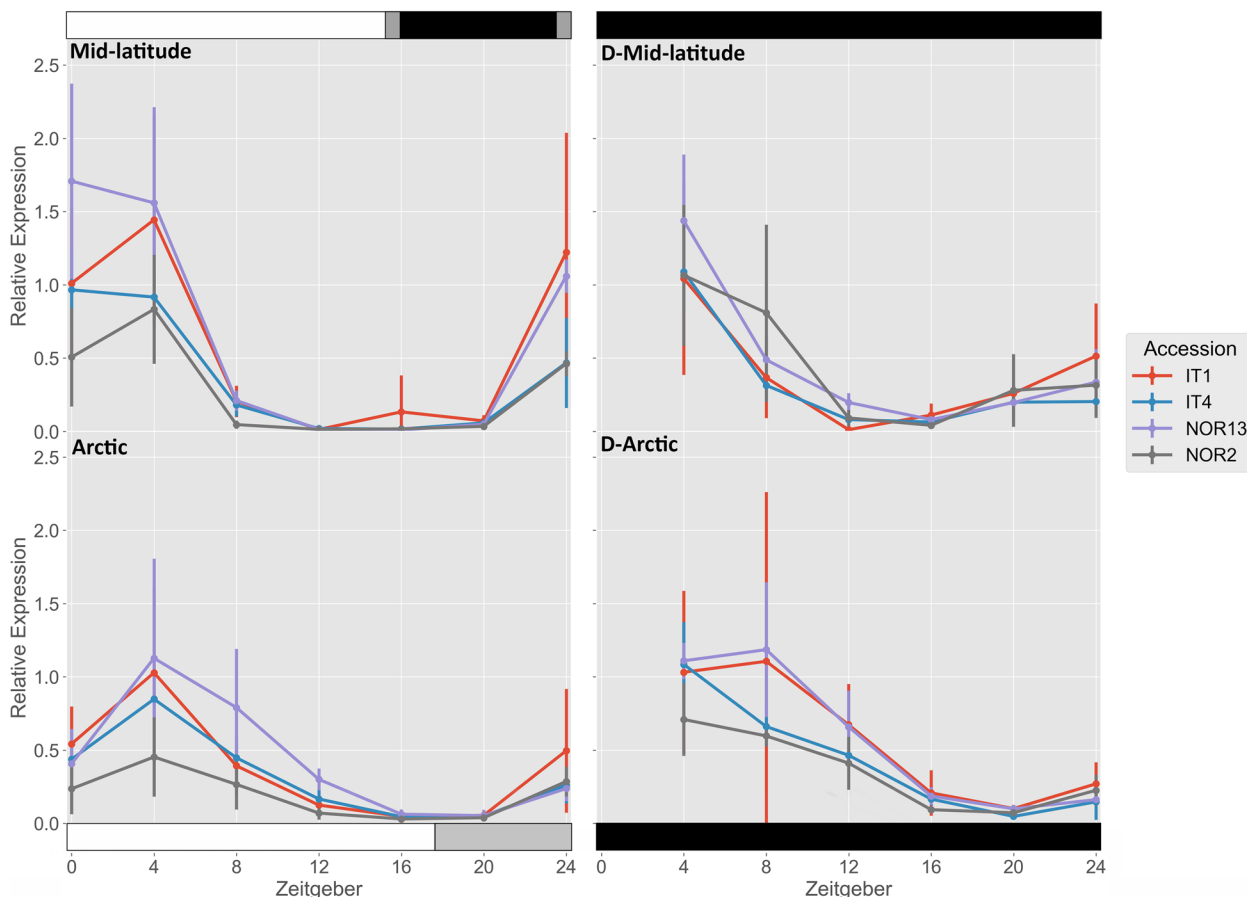 Mid-latitude
D-Mid-latitude
2.5
2.0
1.5
1.0
0.5
0.0
Relative Expression
Arctic
D-Arctic
2.5
2.0
1.5
1.0
0.5
0.0
Relative Expression
0 4 8 12 16 20 24
0 4 8 12 16 20 24
Zeitgeber
Zeitgeber
Accession
IT1
IT4
NOR13
NOR2